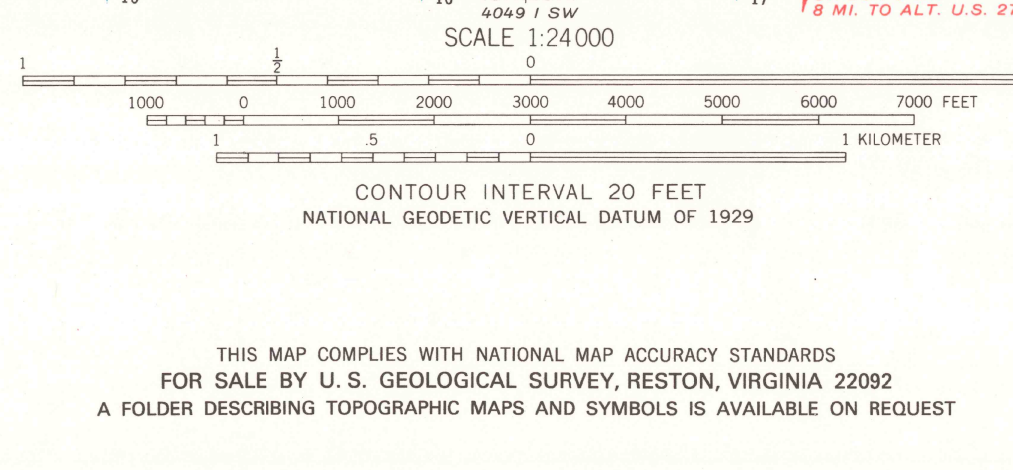 4049 I SW
8 MI. TO ALT. U.S. 27
SCALE 1:24 000
1 1/2 0
1000 0 1000 2000 3000 4000 5000 6000 7000 FEET
1 .5 0 1 KILOMETER
CONTOUR INTERVAL 20 FEET
NATIONAL GEODETIC VERTICAL DATUM OF 1929
THIS MAP COMPLIES WITH NATIONAL MAP ACCURACY STANDARDS
FOR SALE BY U. S. GEOLOGICAL SURVEY, RESTON, VIRGINIA 22092
A FOLDER DESCRIBING TOPOGRAPHIC MAPS AND SYMBOLS IS AVAILABLE ON REQUEST